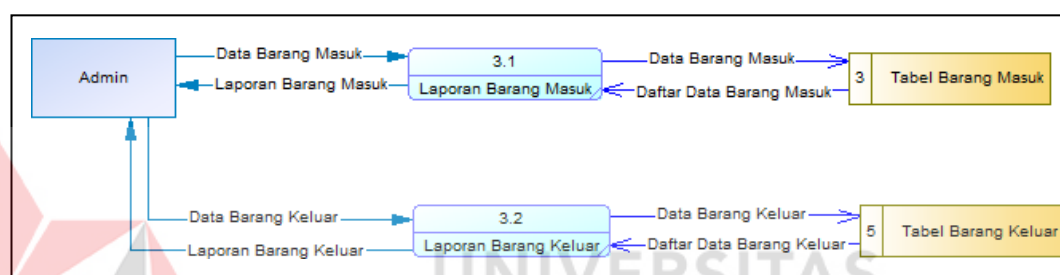 Admin
Data Barang Masuk
Laporan Barang Masuk
3.1
Laporan Barang Masuk
Data Barang Masuk
Daftar Data Barang Masuk
3 Tabel Barang Masuk
Data Barang Keluar
Laporan Barang Keluar
3.2
Laporan Barang Keluar
Data Barang Keluar
Daftar Data Barang Keluar
5 Tabel Barang Keluar
UNIVERSITAS